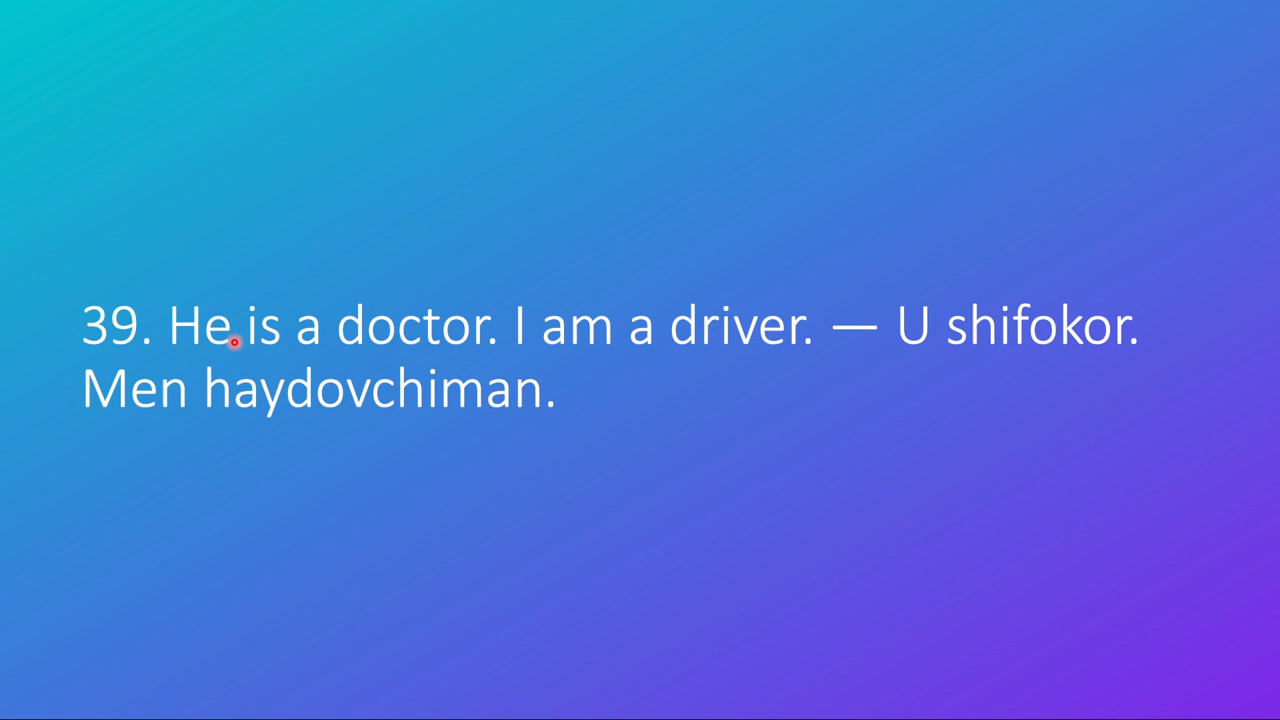 39. He is a doctor. I am a driver. — U shifokor.
Men haydovchiman.